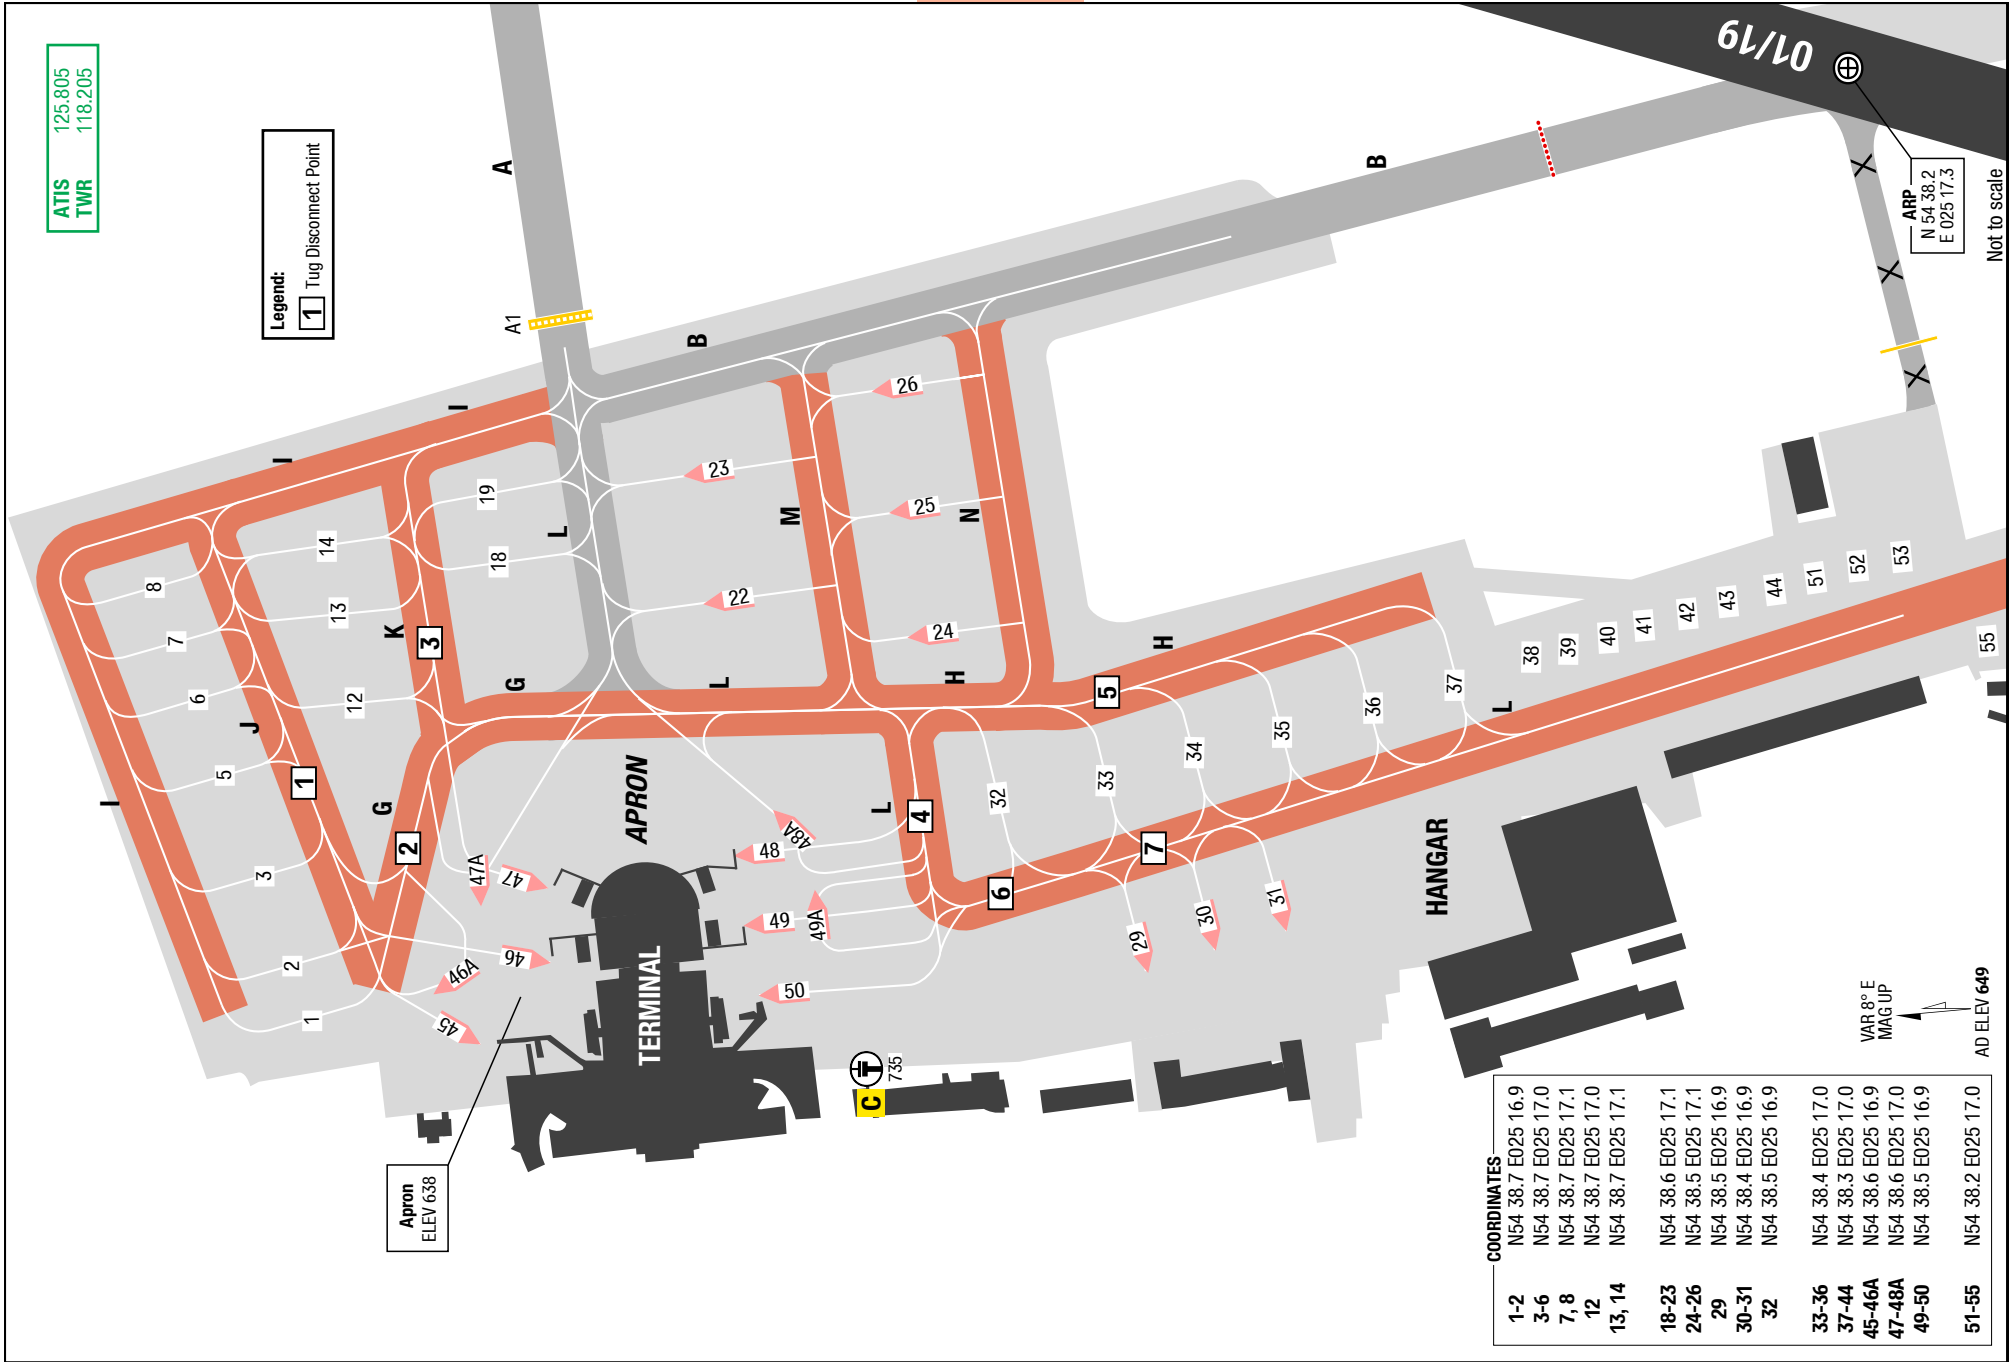 ATIS 125.805
TWR 118.205
Legend:
1 Tug Disconnect Point
A
A1
B
B
01/19
ARP
N 54 38.2
E 025 17.3
Not to scale
I
I
I
J
K
G
G
L
L
L
L
M
N
H
H
1
2
3
4
5
6
7
1
2
3
5
6
7
8
12
13
14
18
19
22
23
24
25
26
29
30
31
32
33
34
35
36
37
38
39
40
41
42
43
44
51
52
53
55
45
46
46A
47
47A
48
48A
49
49A
50
APRON
TERMINAL
HANGAR
C
T
735
Apron
ELEV 638
VAR 8° E
MAG UP
AD ELEV 649
COORDINATES
1-2 N54 38.7 E025 16.9
3-6 N54 38.7 E025 17.0
7, 8 N54 38.7 E025 17.1
12 N54 38.7 E025 17.0
13, 14 N54 38.7 E025 17.1
18-23 N54 38.6 E025 17.1
24-26 N54 38.5 E025 17.1
29 N54 38.5 E025 16.9
30-31 N54 38.4 E025 16.9
32 N54 38.5 E025 16.9
33-36 N54 38.4 E025 17.0
37-44 N54 38.3 E025 17.0
45-46A N54 38.6 E025 16.9
47-48A N54 38.6 E025 17.0
49-50 N54 38.5 E025 16.9
51-55 N54 38.2 E025 17.0